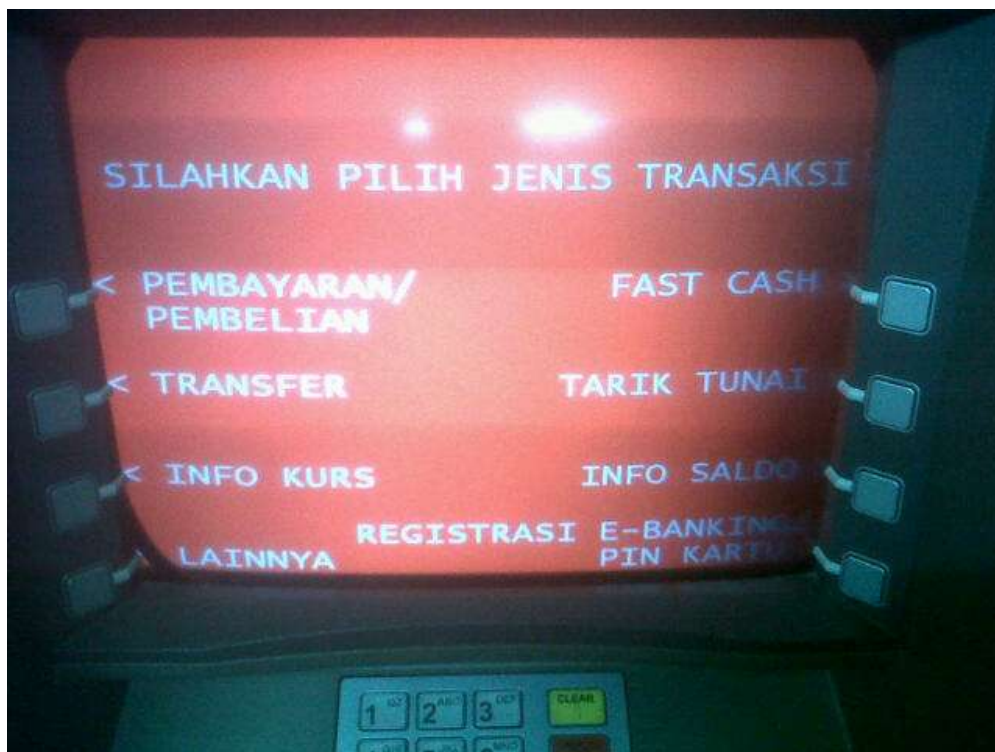 SILAHKAN PILIH JENIS TRANSAKSI
< PEMBAYARAN/
PEMBELIAN
FAST CASH
< TRANSFER
TARIK TUNAI
< INFO KURS
INFO SALDO
REGISTRASI E-BANKING
LAINNYA
PIN KARTU
1 QZ
2 ABC
3 DEF
CLEAR